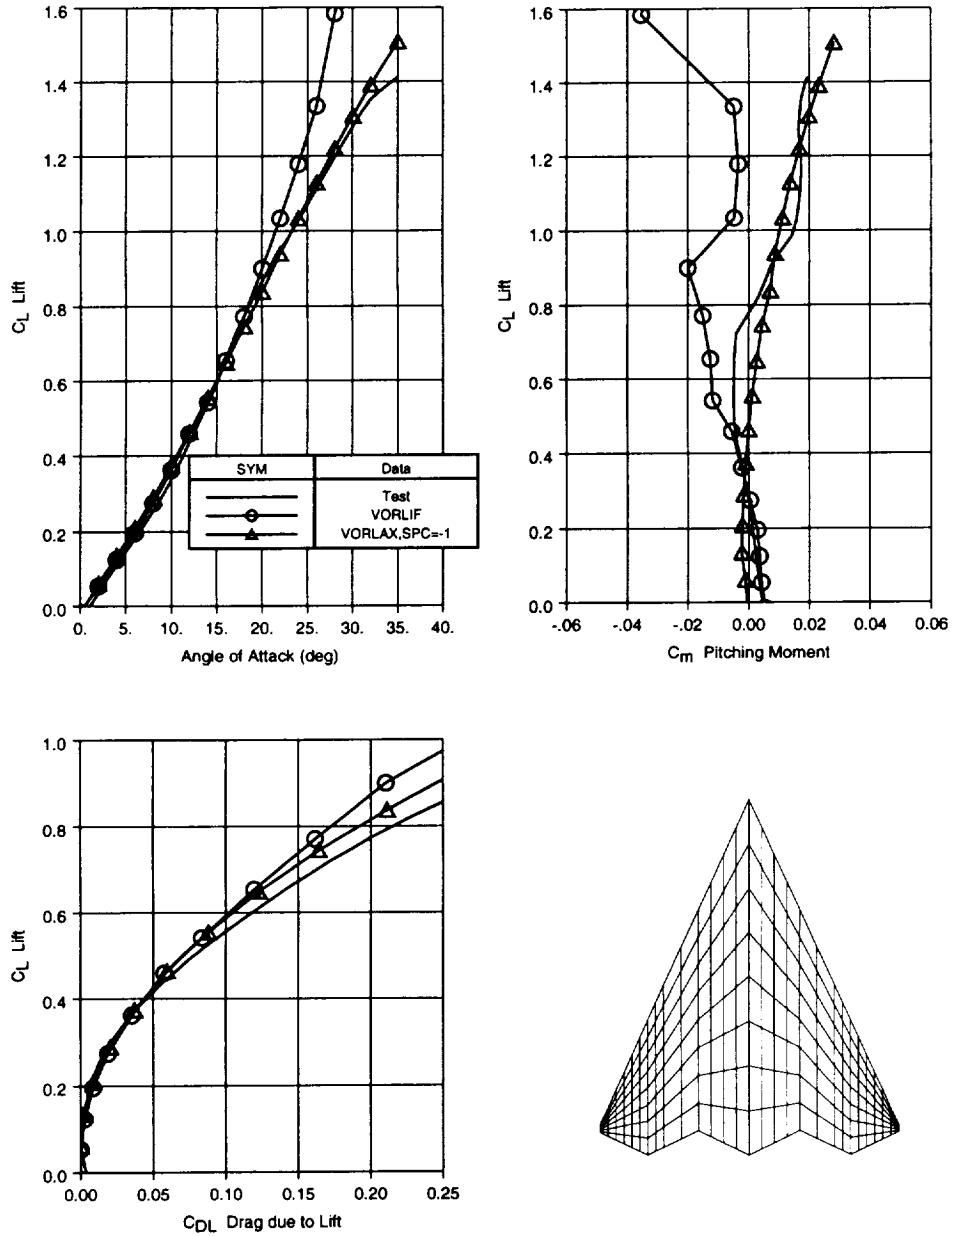 1.6
1.4
1.2
1.0
0.8
0.6
0.4
0.2
0.0
CL Lift
0. 5. 10. 15. 20. 25. 30. 35. 40.
Angle of Attack (deg)
SYM Data
Test
VORLIF
VORLAX,SPC=-1
1.6
1.4
1.2
1.0
0.8
0.6
0.4
0.2
0.0
CL Lift
-.06 -.04 -.02 0.00 0.02 0.04 0.06
Cm Pitching Moment
1.0
0.8
0.6
0.4
0.2
0.0
CL Lift
0.00 0.05 0.10 0.15 0.20 0.25
CDL Drag due to Lift